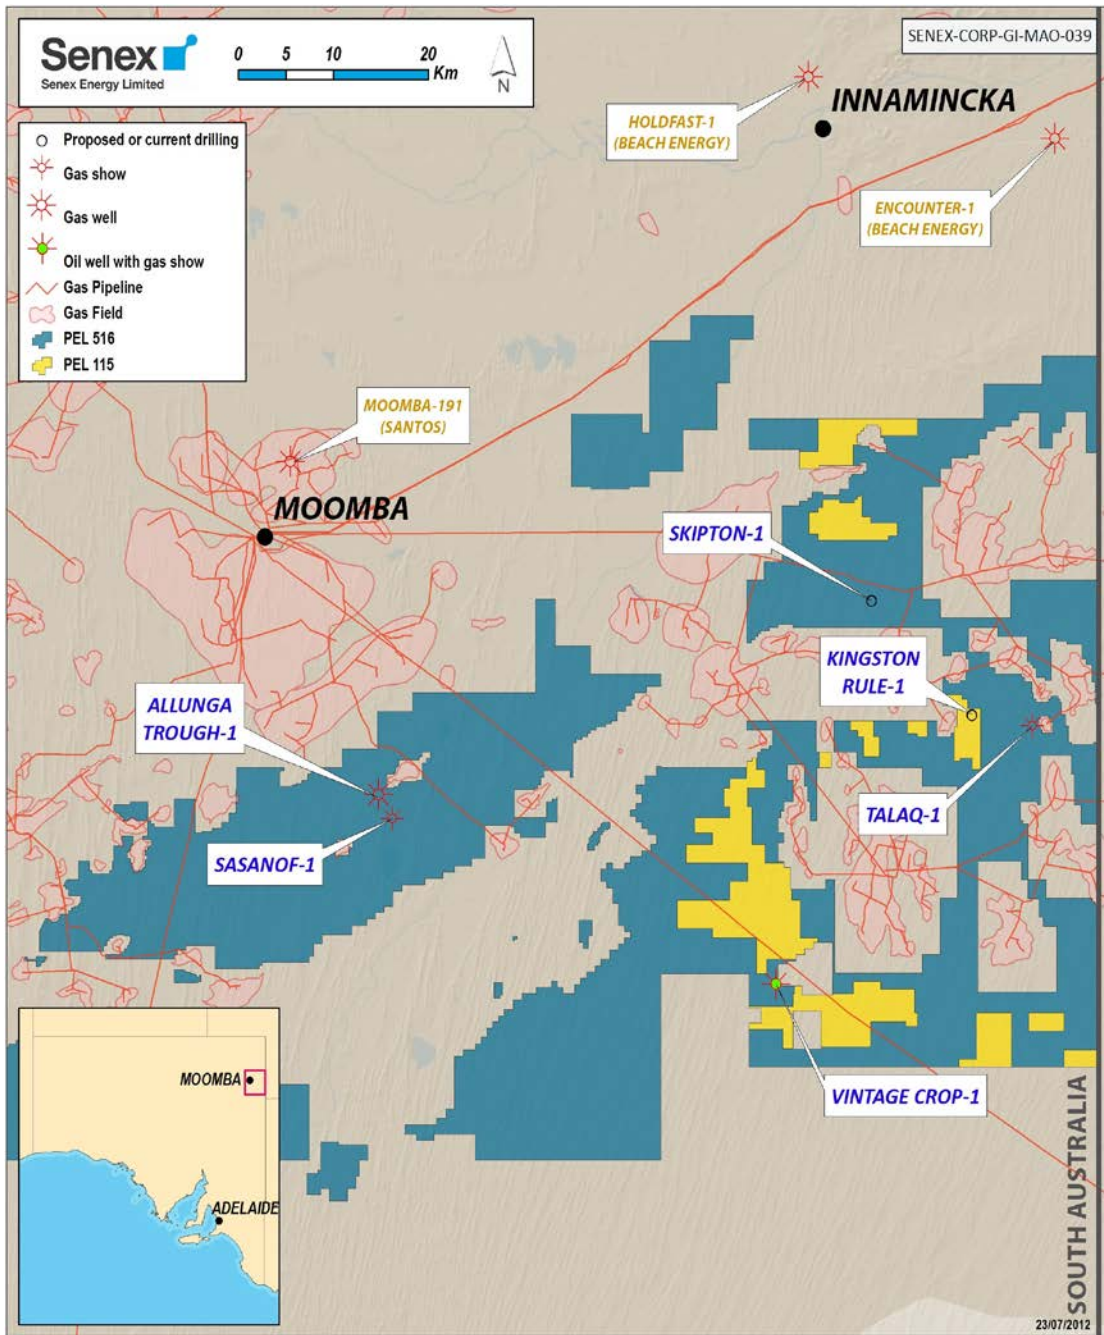 Senex
Senex Energy Limited
0 5 10 20
Km
N
SENEX-CORP-GI-MAO-039
Proposed or current drilling
Gas show
Gas well
Oil well with gas show
Gas Pipeline
Gas Field
PEL 516
PEL 115
INNAMINCKA
HOLDFAST-1
(BEACH ENERGY)
ENCOUNTER-1
(BEACH ENERGY)
MOOMBA-191
(SANTOS)
MOOMBA
SKIPTON-1
KINGSTON
RULE-1
ALLUNGA
TROUGH-1
TALAQ-1
SASANOF-1
VINTAGE CROP-1
MOOMBA
ADELAIDE
SOUTH AUSTRALIA
23/07/2012